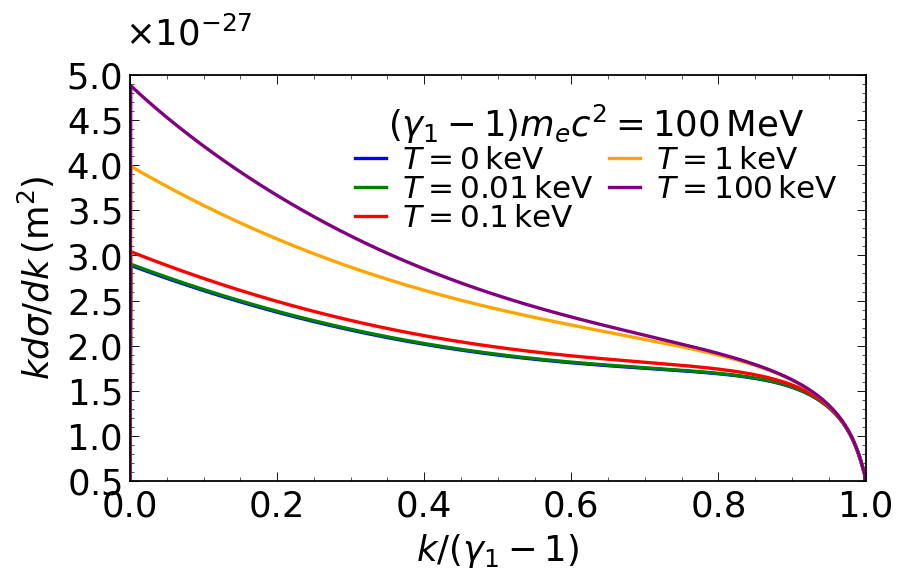 ×10⁻²⁷
5.0
4.5
4.0
3.5
3.0
2.5
2.0
1.5
1.0
0.5
kdσ/dk (m²)
(γ₁ − 1)mₑc² = 100 MeV
T = 0 keV
T = 0.01 keV
T = 0.1 keV
T = 1 keV
T = 100 keV
0.0 0.2 0.4 0.6 0.8 1.0
k/(γ₁ − 1)